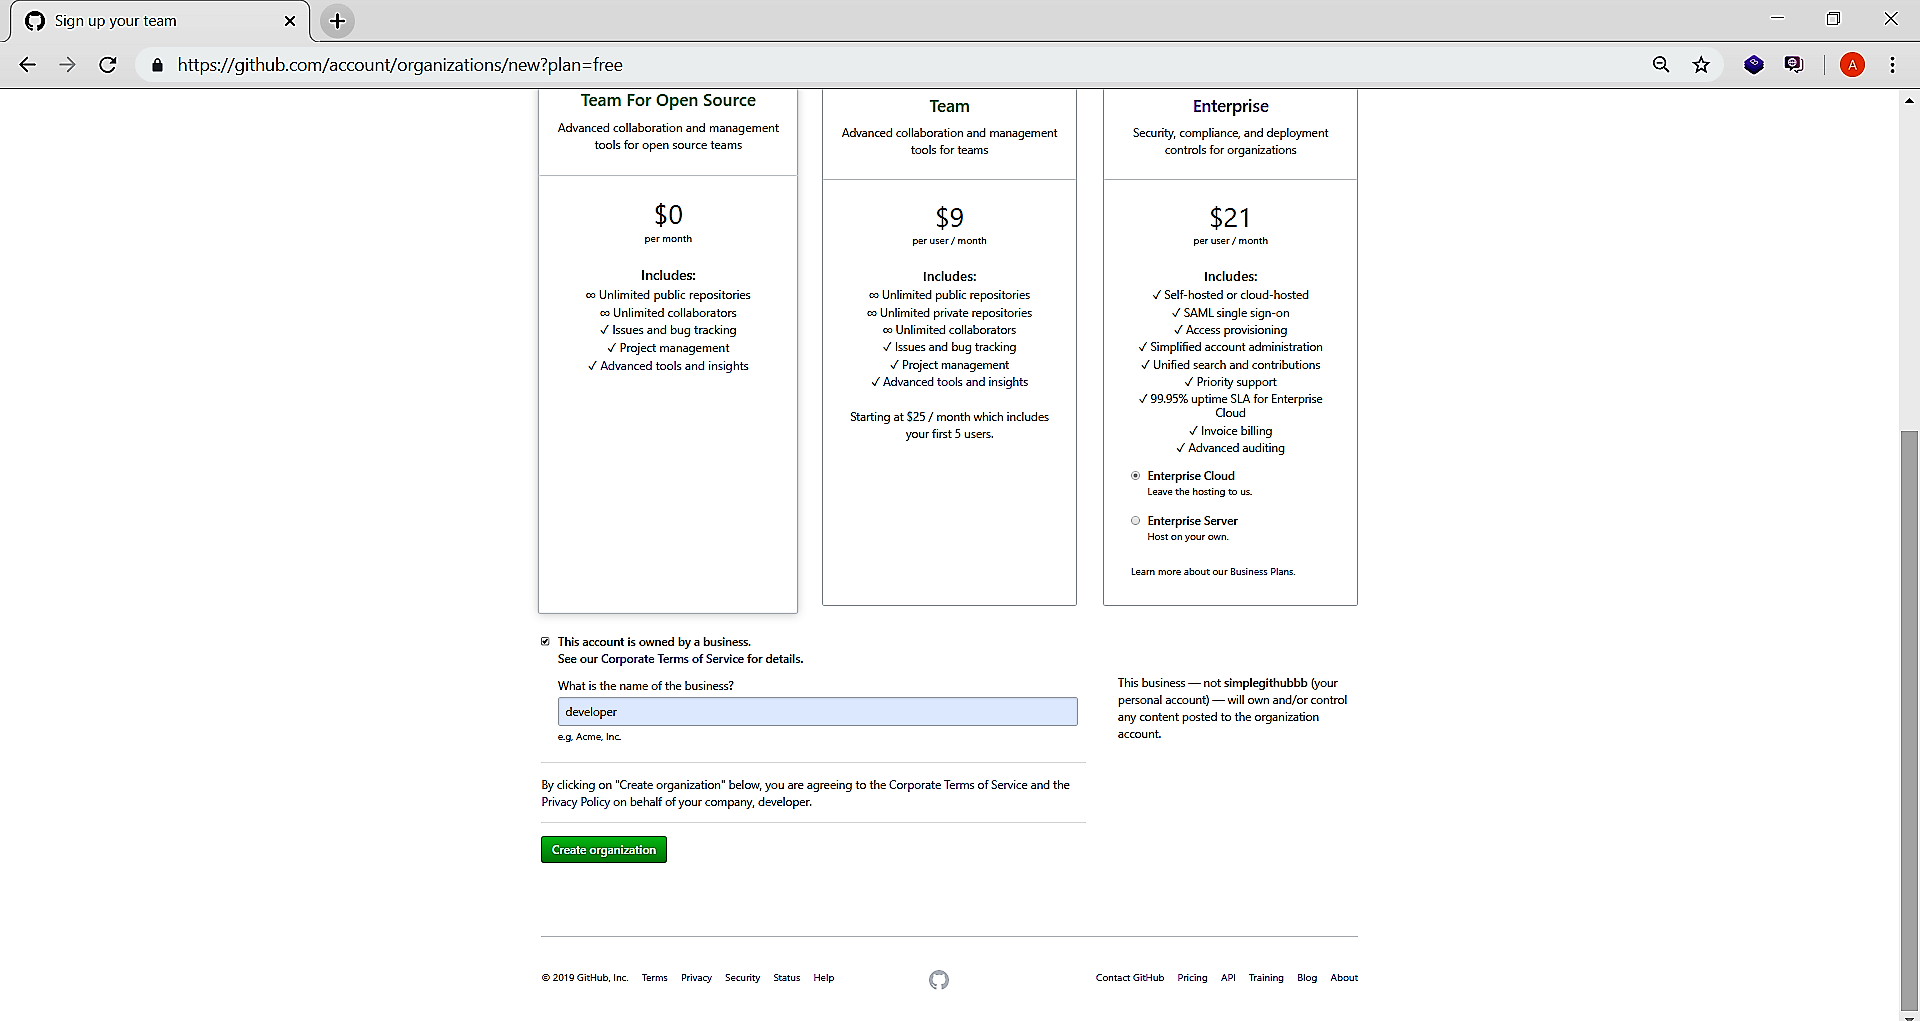 Sign up your team
https://github.com/account/organizations/new?plan=free
A
Team For Open Source
Advanced collaboration and management
tools for open source teams
$0
per month
Includes:
∞ Unlimited public repositories
∞ Unlimited collaborators
✓ Issues and bug tracking
✓ Project management
✓ Advanced tools and insights
Team
Advanced collaboration and management
tools for teams
$9
per user / month
Includes:
∞ Unlimited public repositories
∞ Unlimited private repositories
∞ Unlimited collaborators
✓ Issues and bug tracking
✓ Project management
✓ Advanced tools and insights
Starting at $25 / month which includes
your first 5 users.
Enterprise
Security, compliance, and deployment
controls for organizations
$21
per user / month
Includes:
✓ Self-hosted or cloud-hosted
✓ SAML single sign-on
✓ Access provisioning
✓ Simplified account administration
✓ Unified search and contributions
✓ Priority support
✓ 99.95% uptime SLA for Enterprise
Cloud
✓ Invoice billing
✓ Advanced auditing
Enterprise Cloud
Leave the hosting to us.
Enterprise Server
Host on your own.
Learn more about our Business Plans.
This account is owned by a business.
See our Corporate Terms of Service for details.
What is the name of the business?
developer
e.g, Acme, Inc.
This business — not simplegithubbb (your
personal account) — will own and/or control
any content posted to the organization
account.
By clicking on "Create organization" below, you are agreeing to the Corporate Terms of Service and the
Privacy Policy on behalf of your company, developer.
Create organization
© 2019 GitHub, Inc. Terms Privacy Security Status Help
Contact GitHub Pricing API Training Blog About